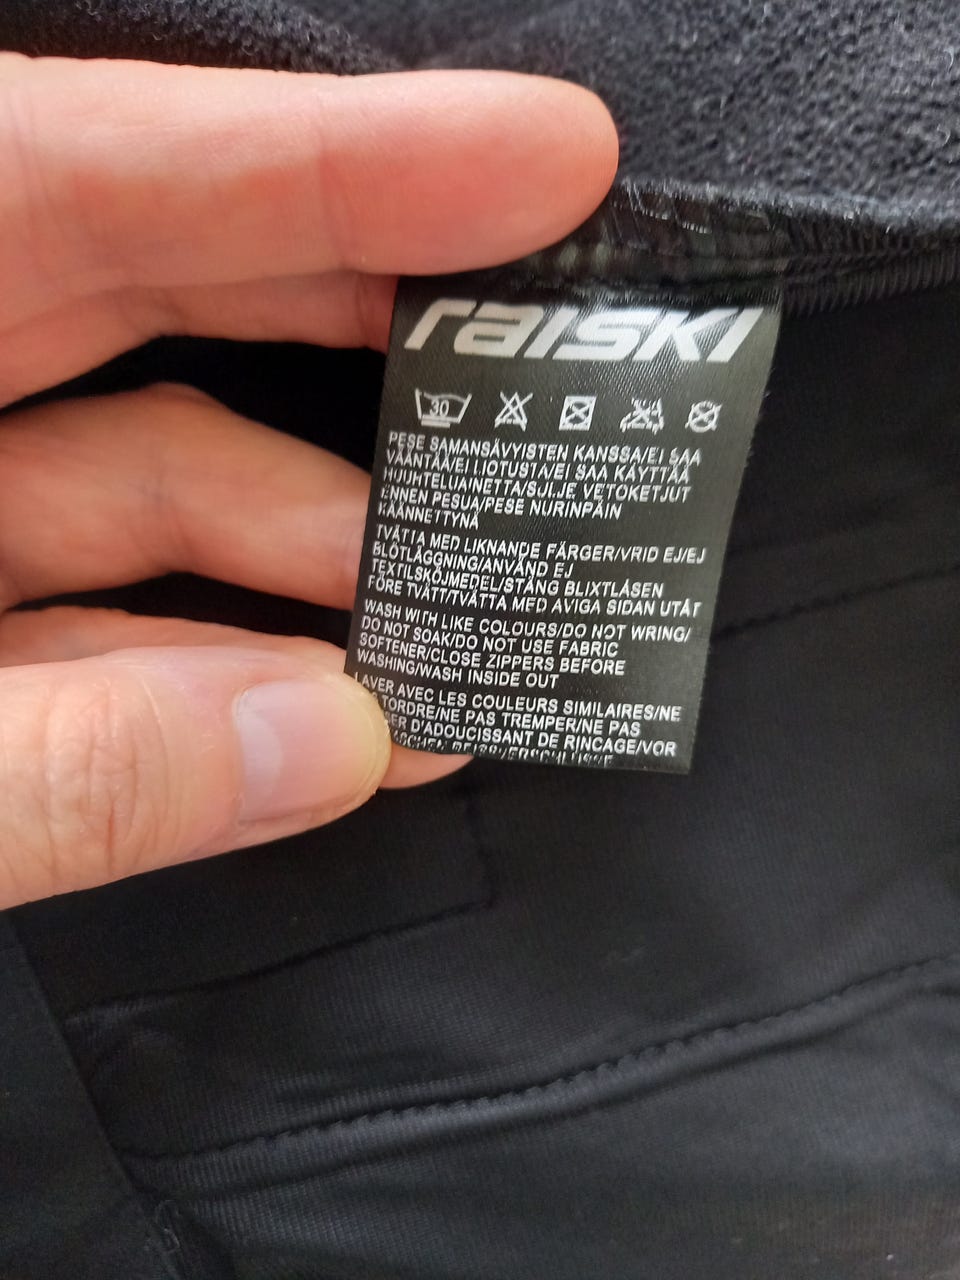 raiski
30
PESE SAMANSÄVYISTEN KANSSA/EI SAA
VÄÄNTÄÄ/EI LIOTUSTA/EI SAA KÄYTTÄÄ
HUUHTELUAINETTA/SULJE VETOKETJUT
ENNEN PESUA/PESE NURINPÄIN
KÄÄNNETTYNÄ
TVÄTTA MED LIKNANDE FÄRGER/VRID EJ/EJ
BLÖTLÄGGNING/ANVÄND EJ
TEXTILSKÖJMEDEL/STÄNG BLIXTLÅSEN
FÖRE TVÄTT/TVÄTTA MED AVIGA SIDAN UTÅT
WASH WITH LIKE COLOURS/DO NOT WRING/
DO NOT SOAK/DO NOT USE FABRIC
SOFTENER/CLOSE ZIPPERS BEFORE
WASHING/WASH INSIDE OUT
LAVER AVEC LES COULEURS SIMILAIRES/NE
TORDRE/NE PAS TREMPER/NE PAS
D'ADOUCISSANT DE RINCAGE/VOR